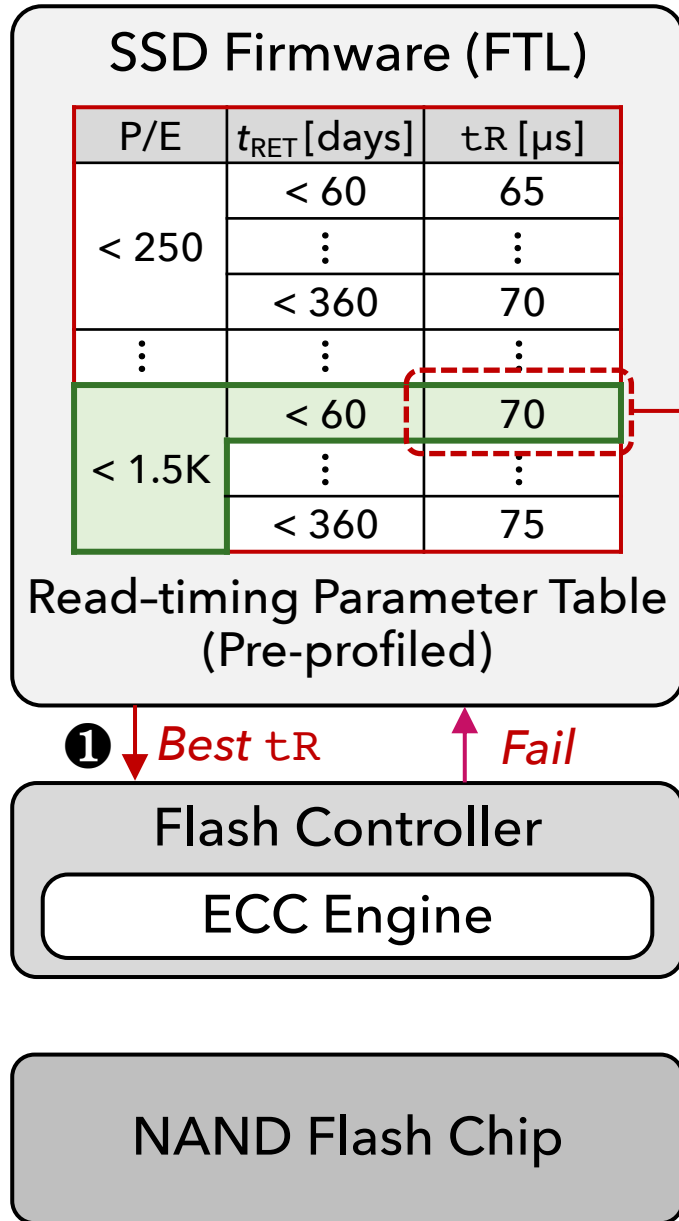 SSD Firmware (FTL)
P/E tRET [days] tR [µs]
< 60 65
< 250 ⋮ ⋮
< 360 70
⋮ ⋮ ⋮
< 60 70
< 1.5K ⋮ ⋮
< 360 75
Read-timing Parameter Table
(Pre-profiled)
❶ Best tR Fail
Flash Controller
ECC Engine
NAND Flash Chip